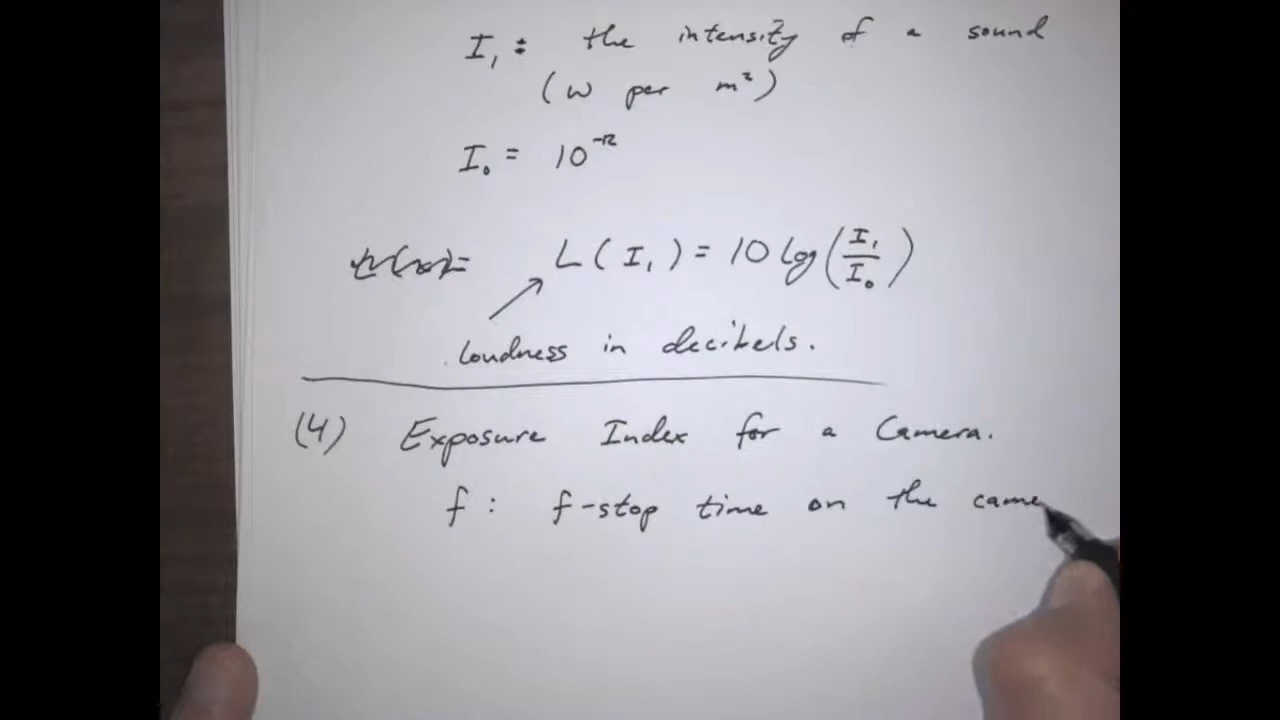 I₁: the intensity of a sound
(W per m²)
I₀ = 10⁻¹²
L(I₁) = 10 log(I₁/I₀)
Loudness in decibels.
(4) Exposure Index for a Camera.
f: f-stop time on the came